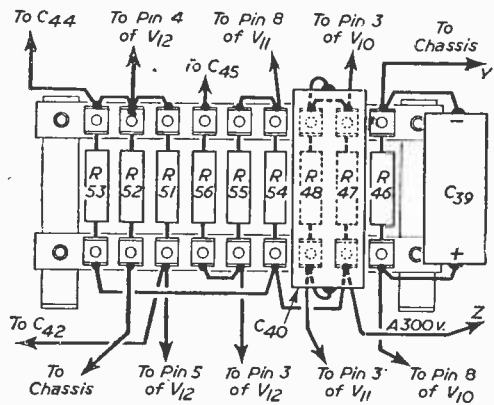 To C44
To Pin 4
of V12
To C45
To Pin 8
of V11
To Pin 3
of V10
To
Chassis
Y
R
53
R
52
R
51
R
56
R
55
R
54
R
48
R
47
R
46
−
C39
+
To C42
C40
A300v.
Z
To
Chassis
To Pin 5
of V12
To Pin 3
of V12
To Pin 3
of V11
To Pin 8
of V10